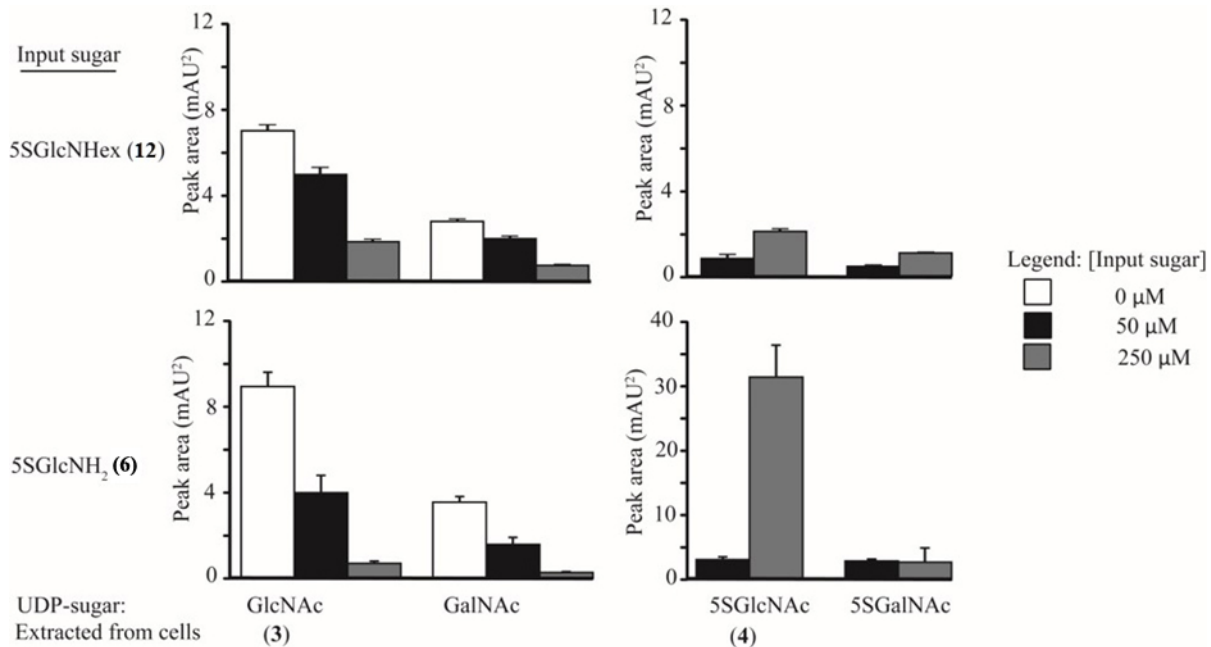 Input sugar
5SGlcNHex (12)
Peak area (mAU²)
12
8
4
0
Peak area (mAU²)
12
8
4
0
Legend: [Input sugar]
0 µM
50 µM
250 µM
5SGlcNH₂ (6)
Peak area (mAU²)
12
8
4
0
Peak area (mAU²)
40
30
20
10
0
UDP-sugar:
Extracted from cells
GlcNAc
(3)
GalNAc
5SGlcNAc
(4)
5SGalNAc